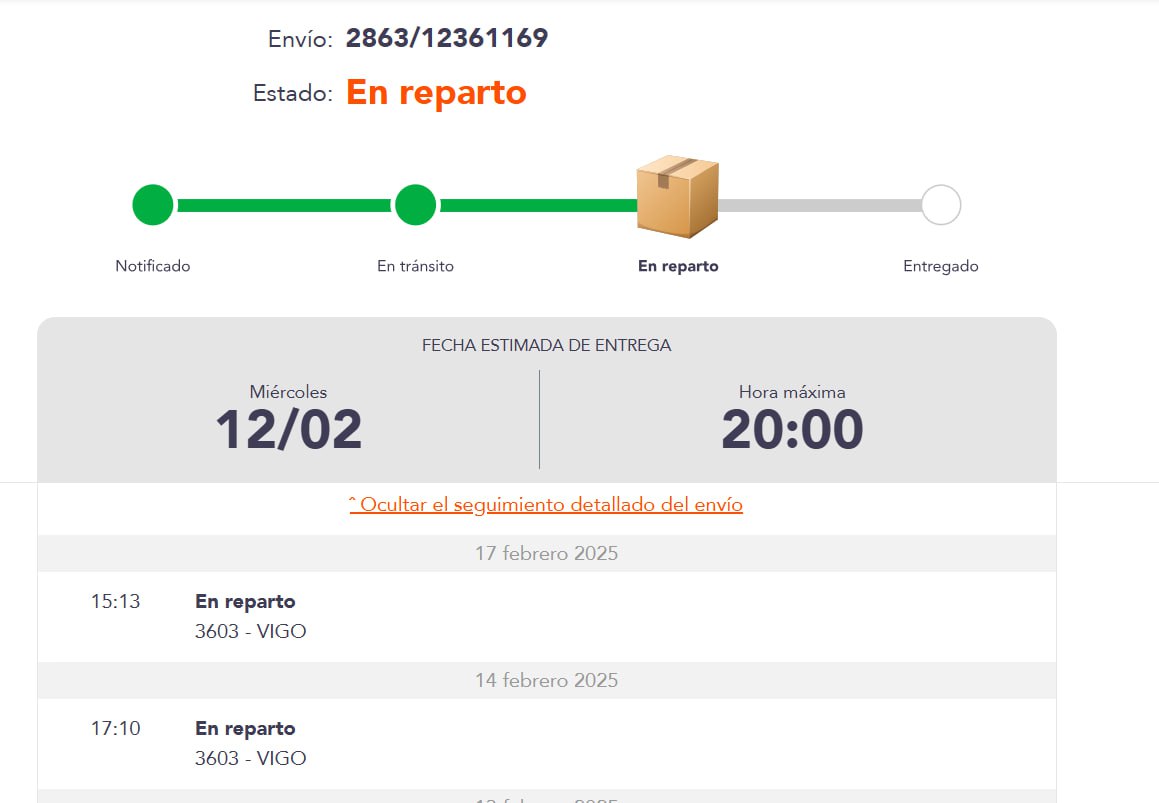 Envío: 2863/12361169
Estado: En reparto
Notificado En tránsito En reparto Entregado
FECHA ESTIMADA DE ENTREGA
Miércoles Hora máxima
12/02 20:00
ˆ Ocultar el seguimiento detallado del envío
17 febrero 2025
15:13 En reparto
3603 - VIGO
14 febrero 2025
17:10 En reparto
3603 - VIGO